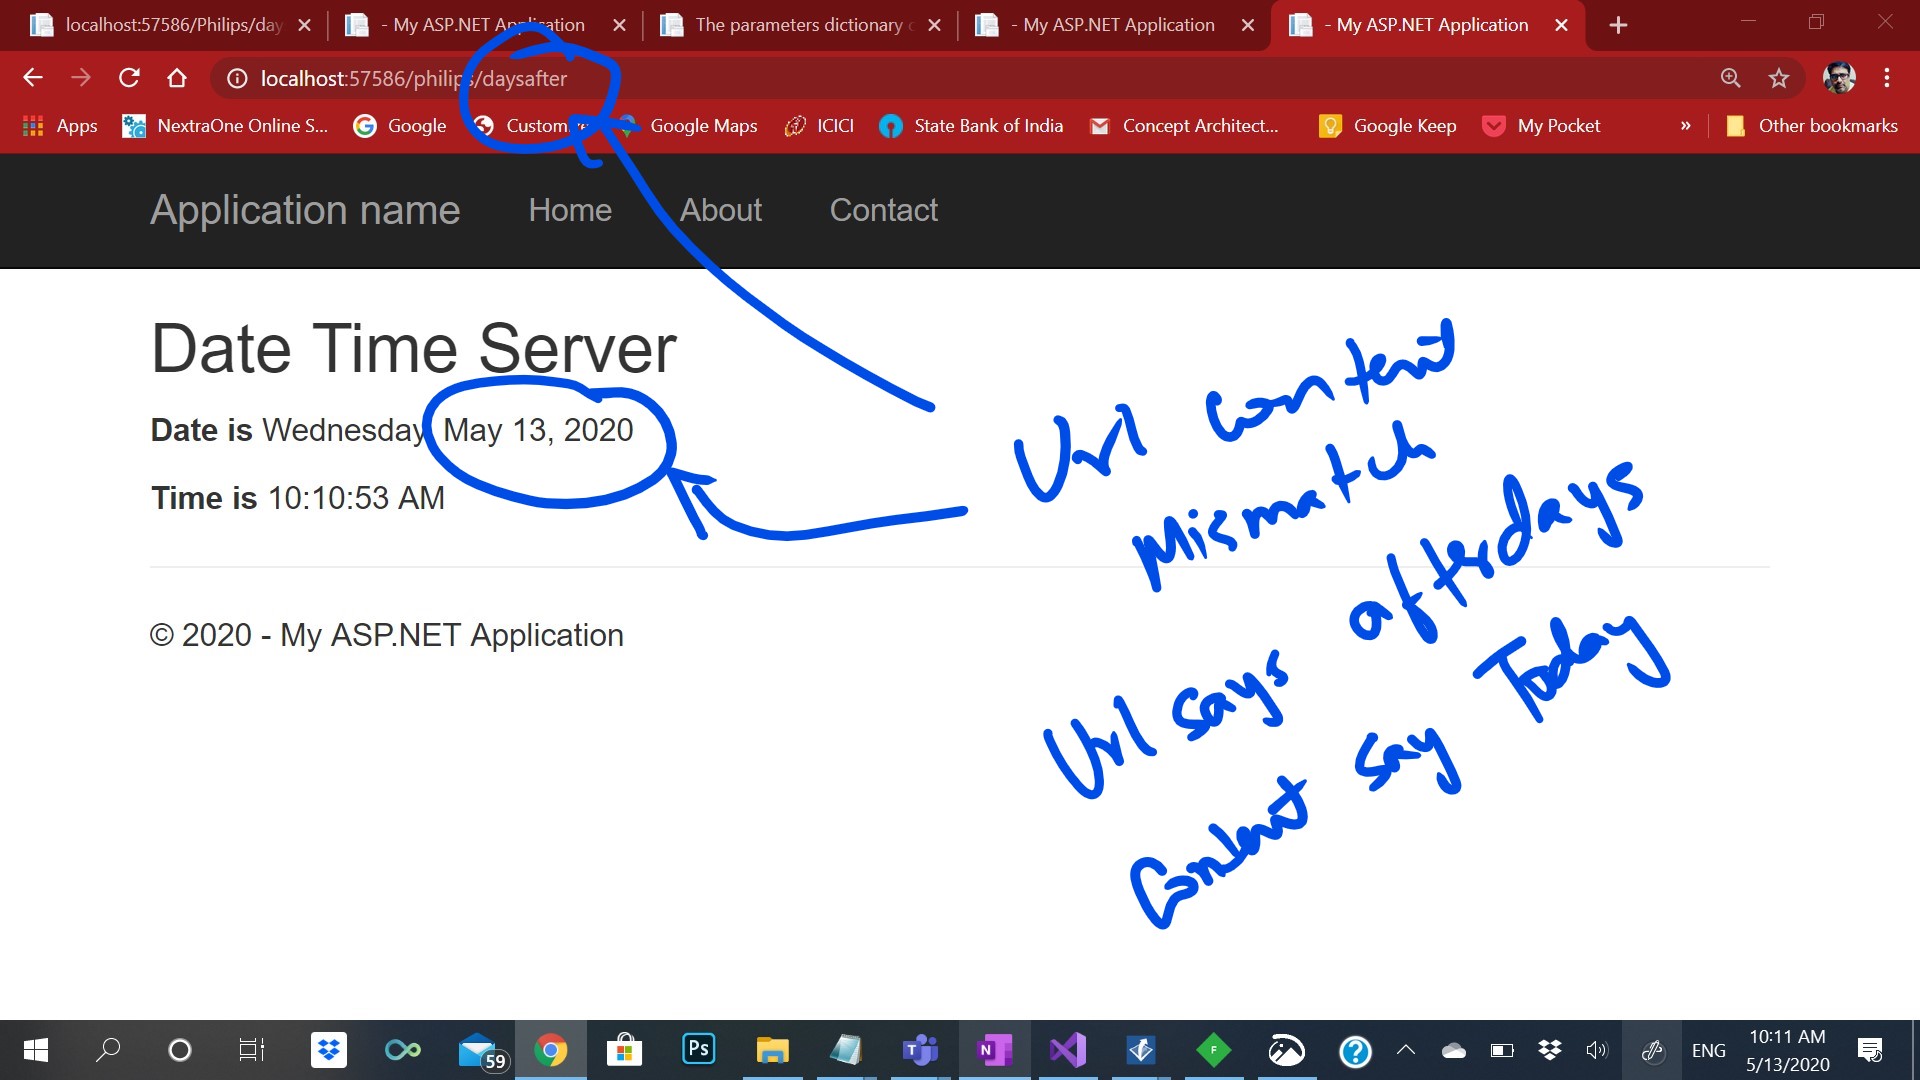 localhost:57586/Philips/day
- My ASP.NET Application
The parameters dictionary c
- My ASP.NET Application
- My ASP.NET Application
localhost:57586/philips/daysafter
Apps
NextraOne Online S...
Google
Google Maps
ICICI
State Bank of India
Concept Architect...
Google Keep
My Pocket
»
Other bookmarks
Application name
Home
About
Contact
Date Time Server
Date is Wednesday, May 13, 2020
Time is 10:10:53 AM
© 2020 - My ASP.NET Application
Url Content
Mismatch
Url says afterdays
Content say Today
59
Ps
ENG
10:11 AM
5/13/2020